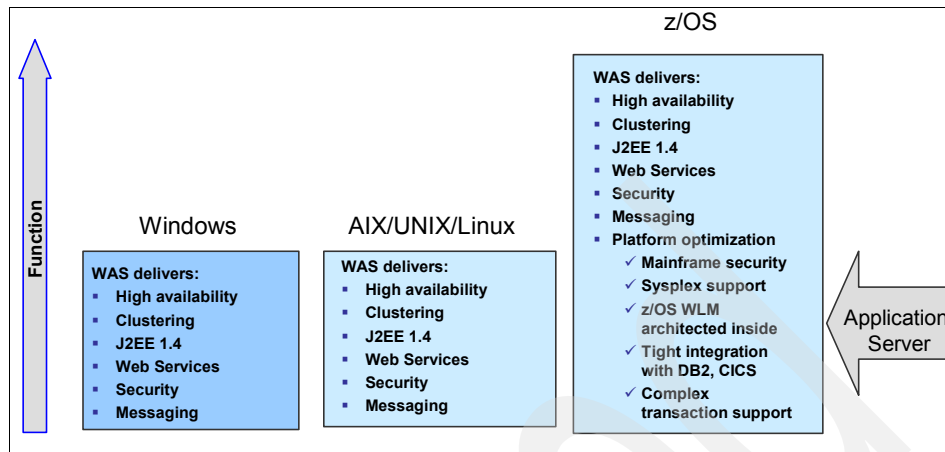 z/OS
WAS delivers:
High availability
Clustering
J2EE 1.4
Web Services
Security
Messaging
Platform optimization
✓ Mainframe security
✓ Sysplex support
✓ z/OS WLM
architected inside
✓ Tight integration
with DB2, CICS
✓ Complex
transaction support
Function
Windows
WAS delivers:
High availability
Clustering
J2EE 1.4
Web Services
Security
Messaging
AIX/UNIX/Linux
WAS delivers:
High availability
Clustering
J2EE 1.4
Web Services
Security
Messaging
Application
Server